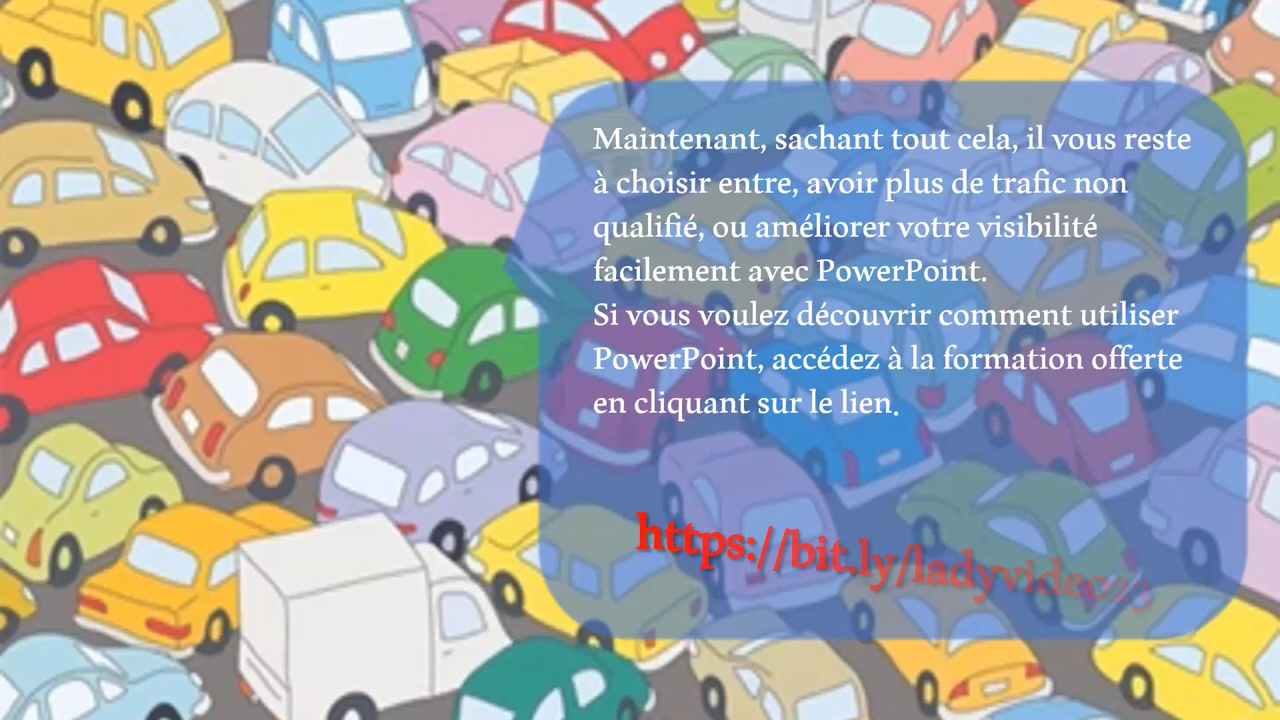 Maintenant, sachant tout cela, il vous reste
à choisir entre, avoir plus de trafic non
qualifié, ou améliorer votre visibilité
facilement avec PowerPoint.
Si vous voulez découvrir comment utiliser
PowerPoint, accédez à la formation offerte
en cliquant sur le lien.
https://bit.ly/ladyvideo23